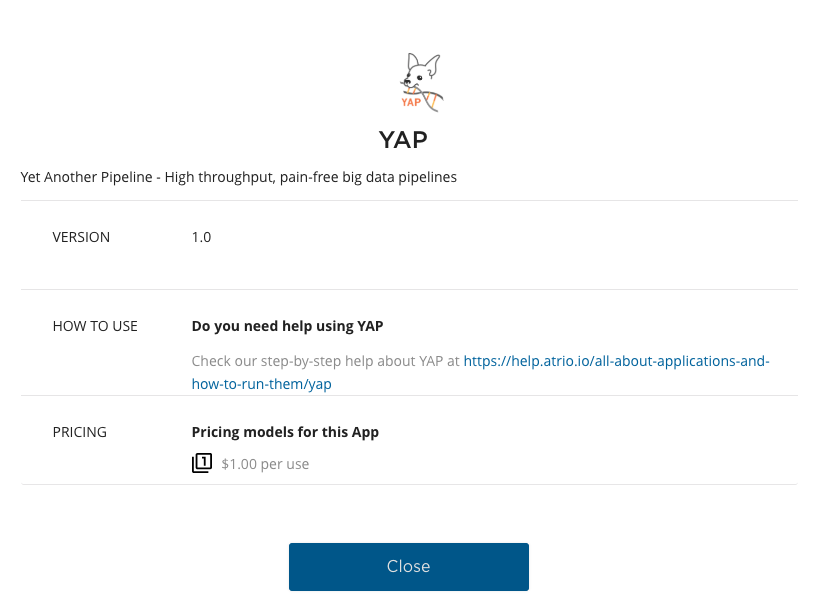 YAP
YAP
Yet Another Pipeline - High throughput, pain-free big data pipelines
VERSION 1.0
HOW TO USE Do you need help using YAP
Check our step-by-step help about YAP at https://help.atrio.io/all-about-applications-and-
how-to-run-them/yap
PRICING Pricing models for this App
1 $1.00 per use
Close